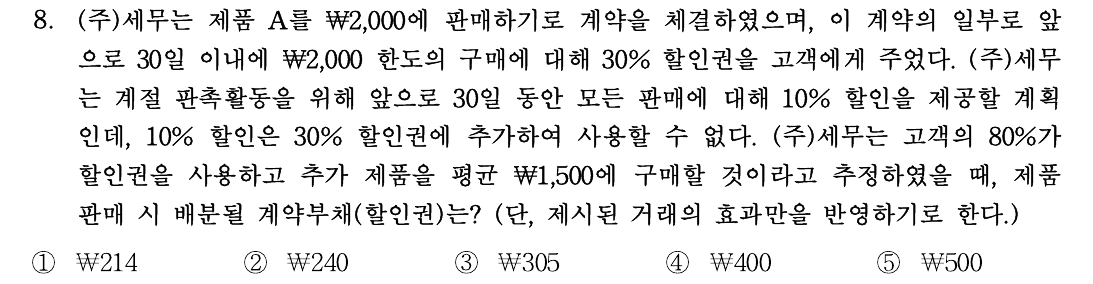 8. (주)세무는 제품 A를 ₩2,000에 판매하기로 계약을 체결하였으며, 이 계약의 일부로 앞
으로 30일 이내에 ₩2,000 한도의 구매에 대해 30% 할인권을 고객에게 주었다. (주)세무
는 계절 판촉활동을 위해 앞으로 30일 동안 모든 판매에 대해 10% 할인을 제공할 계획
인데, 10% 할인은 30% 할인권에 추가하여 사용할 수 없다. (주)세무는 고객의 80%가
할인권을 사용하고 추가 제품을 평균 ₩1,500에 구매할 것이라고 추정하였을 때, 제품
판매 시 배분될 계약부채(할인권)는? (단, 제시된 거래의 효과만을 반영하기로 한다.)
① ₩214 ② ₩240 ③ ₩305 ④ ₩400 ⑤ ₩500